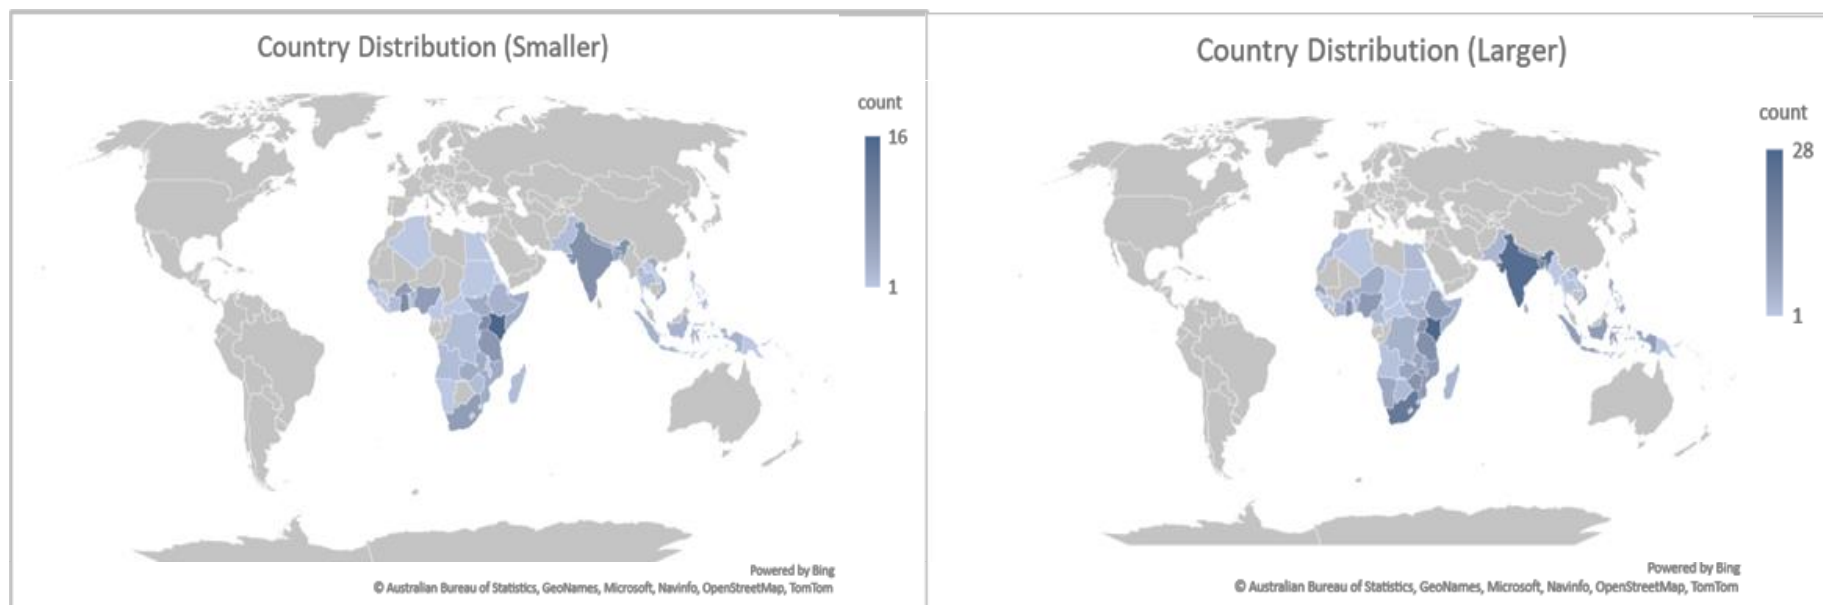 Country Distribution (Smaller)
count
16
1
Powered by Bing
© Australian Bureau of Statistics, GeoNames, Microsoft, Navinfo, OpenStreetMap, TomTom
Country Distribution (Larger)
count
28
1
Powered by Bing
© Australian Bureau of Statistics, GeoNames, Microsoft, Navinfo, OpenStreetMap, TomTom